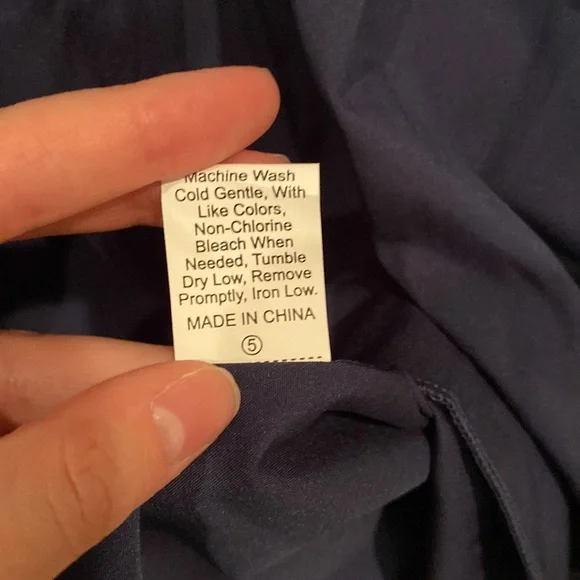 Machine Wash
Cold Gentle, With
Like Colors,
Non-Chlorine
Bleach When
Needed, Tumble
Dry Low, Remove
Promptly, Iron Low.
MADE IN CHINA
⑤